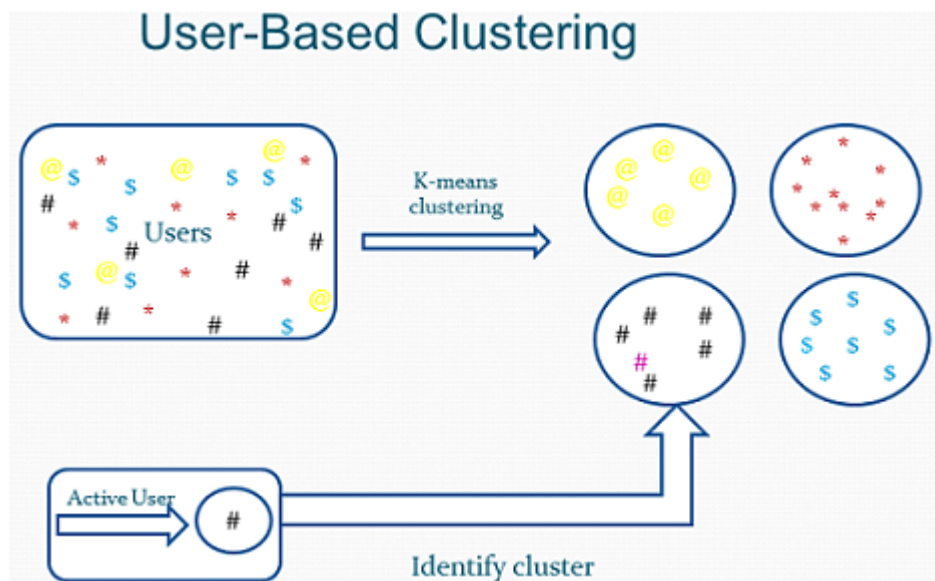 User-Based Clustering
@ * @ @ *
$ $ $ $
# * * # $
* $ Users #
# @ * #
$ $ * @
* # * # $
K-means
clustering
@ @ @ @ @
* * * * * * * * *
# # # # # #
$ $ $ $ $ $ $
Active User
#
Identify cluster